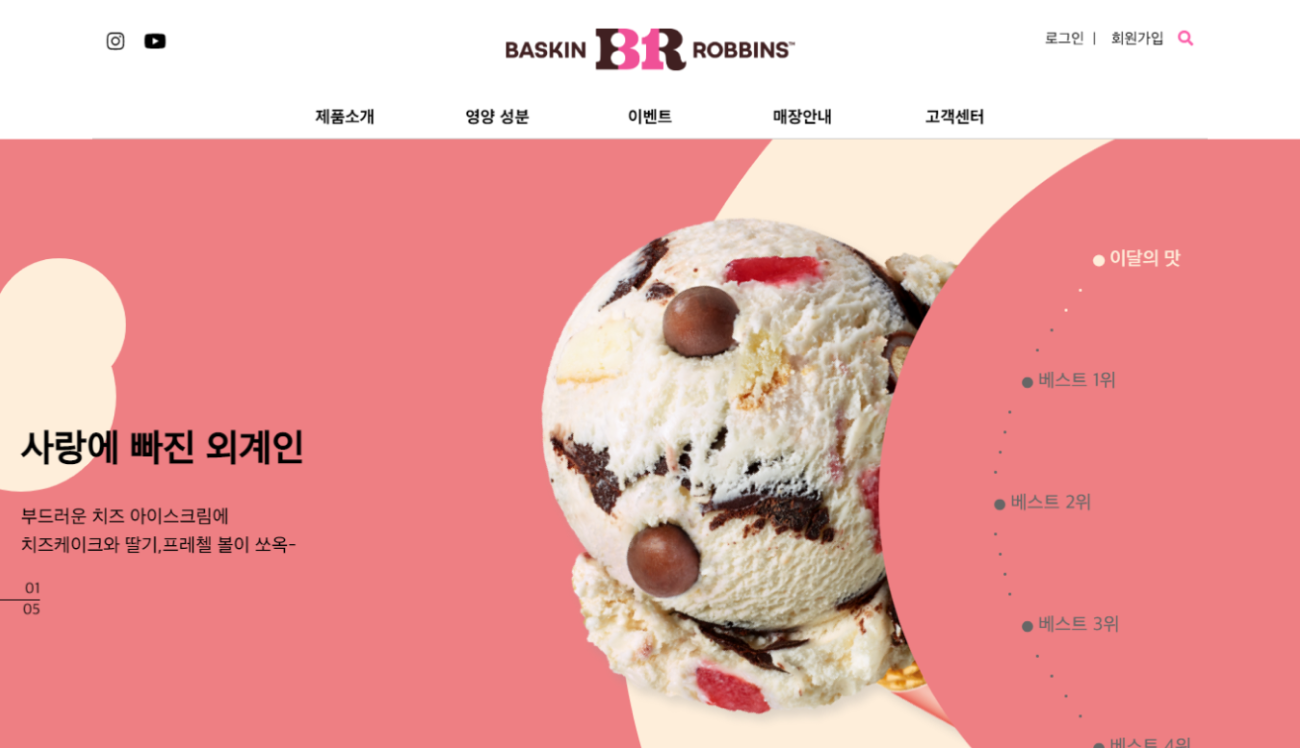 BASKIN BR ROBBINS™
로그인 | 회원가입
제품소개 영양 성분 이벤트 매장안내 고객센터
이달의 맛
베스트 1위
베스트 2위
베스트 3위
베스트 4위
사랑에 빠진 외계인
부드러운 치즈 아이스크림에
치즈케이크와 딸기,프레첼 볼이 쏘옥-
01
05